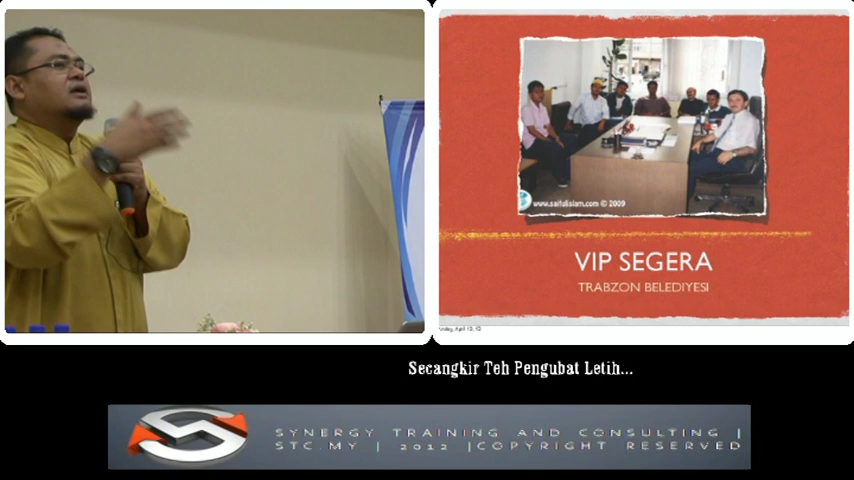 www.saifulislam.com © 2009
VIP SEGERA
TRABZON BELEDIYESI
Secangkir Teh Pengubat Letih...
SYNERGY TRAINING AND CONSULTING |
STC.MY | 2012 |COPYRIGHT RESERVED